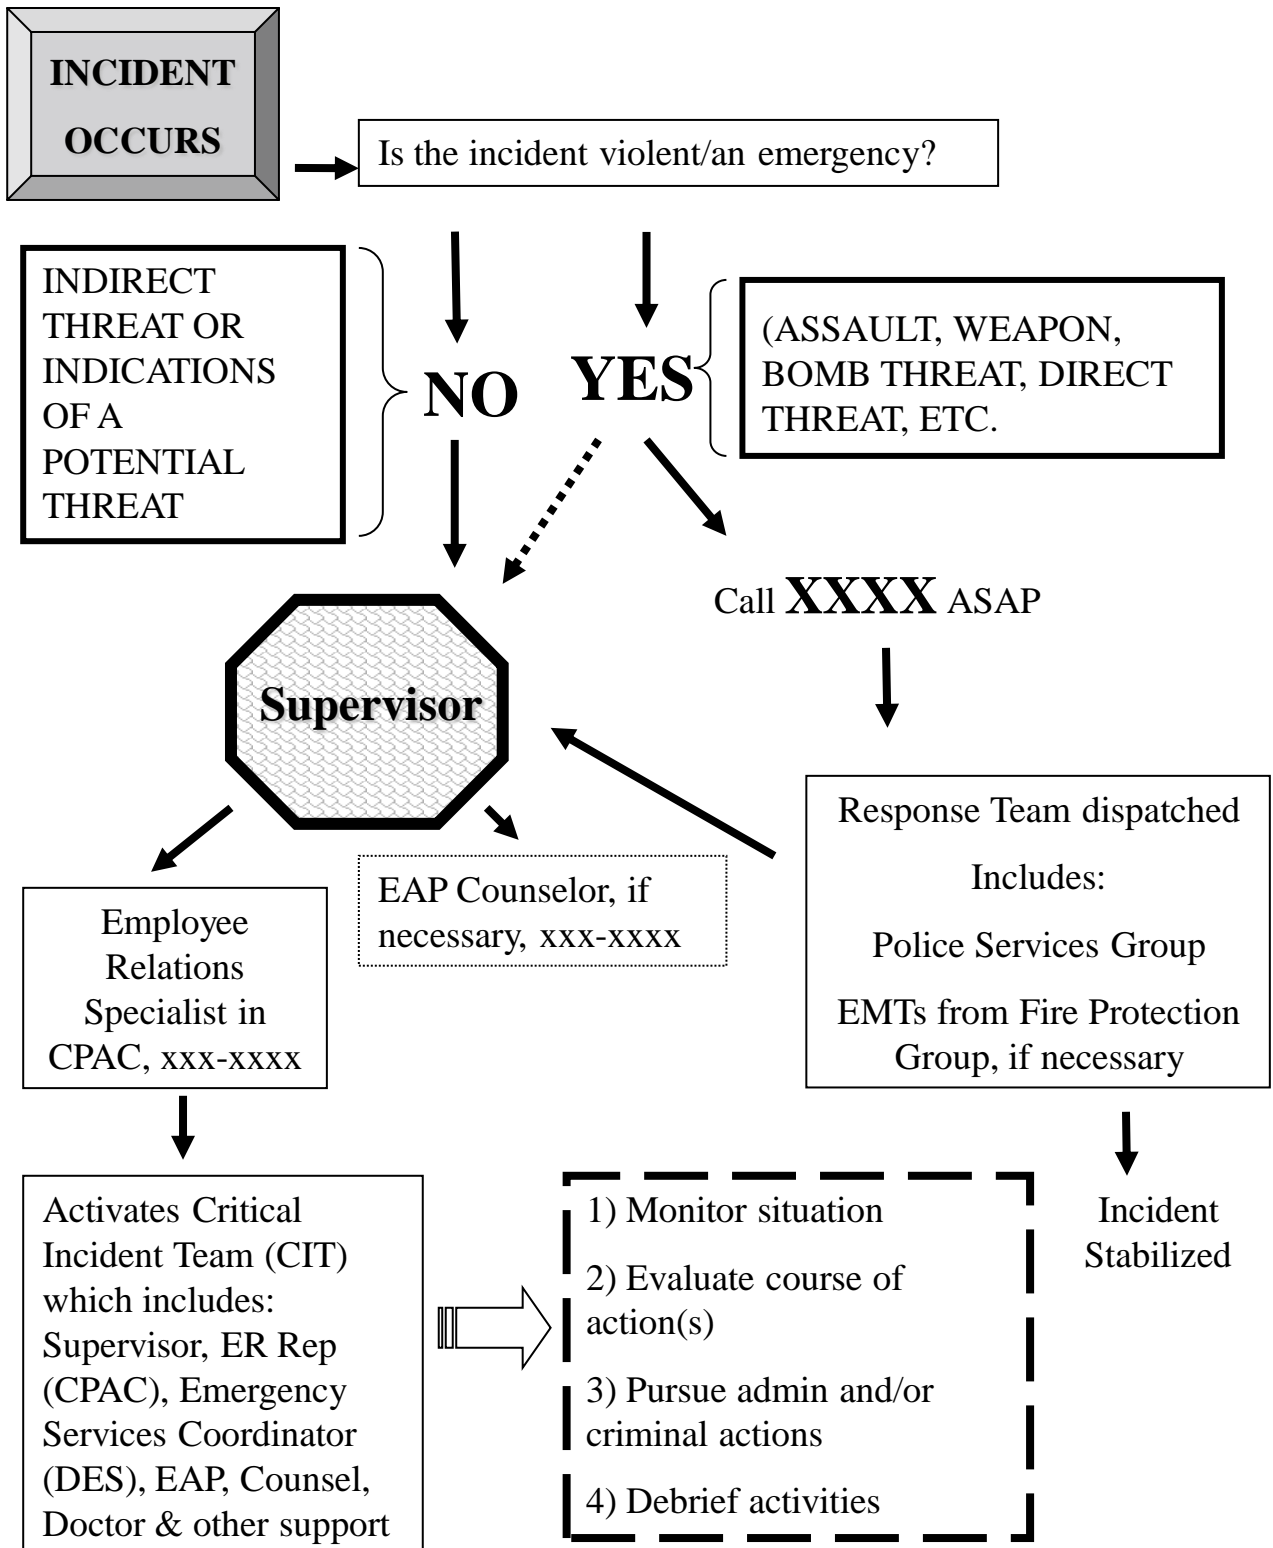 INCIDENT
OCCURS
Is the incident violent/an emergency?
INDIRECT
THREAT OR
INDICATIONS
OF A
POTENTIAL
THREAT
NO
YES
(ASSAULT, WEAPON,
BOMB THREAT, DIRECT
THREAT, ETC.
Call XXXX ASAP
Supervisor
Response Team dispatched
Includes:
Police Services Group
EMTs from Fire Protection
Group, if necessary
EAP Counselor, if
necessary, xxx-xxxx
Employee
Relations
Specialist in
CPAC, xxx-xxxx
Activates Critical
Incident Team (CIT)
which includes:
Supervisor, ER Rep
(CPAC), Emergency
Services Coordinator
(DES), EAP, Counsel,
Doctor & other support
1) Monitor situation
2) Evaluate course of
action(s)
3) Pursue admin and/or
criminal actions
4) Debrief activities
Incident
Stabilized